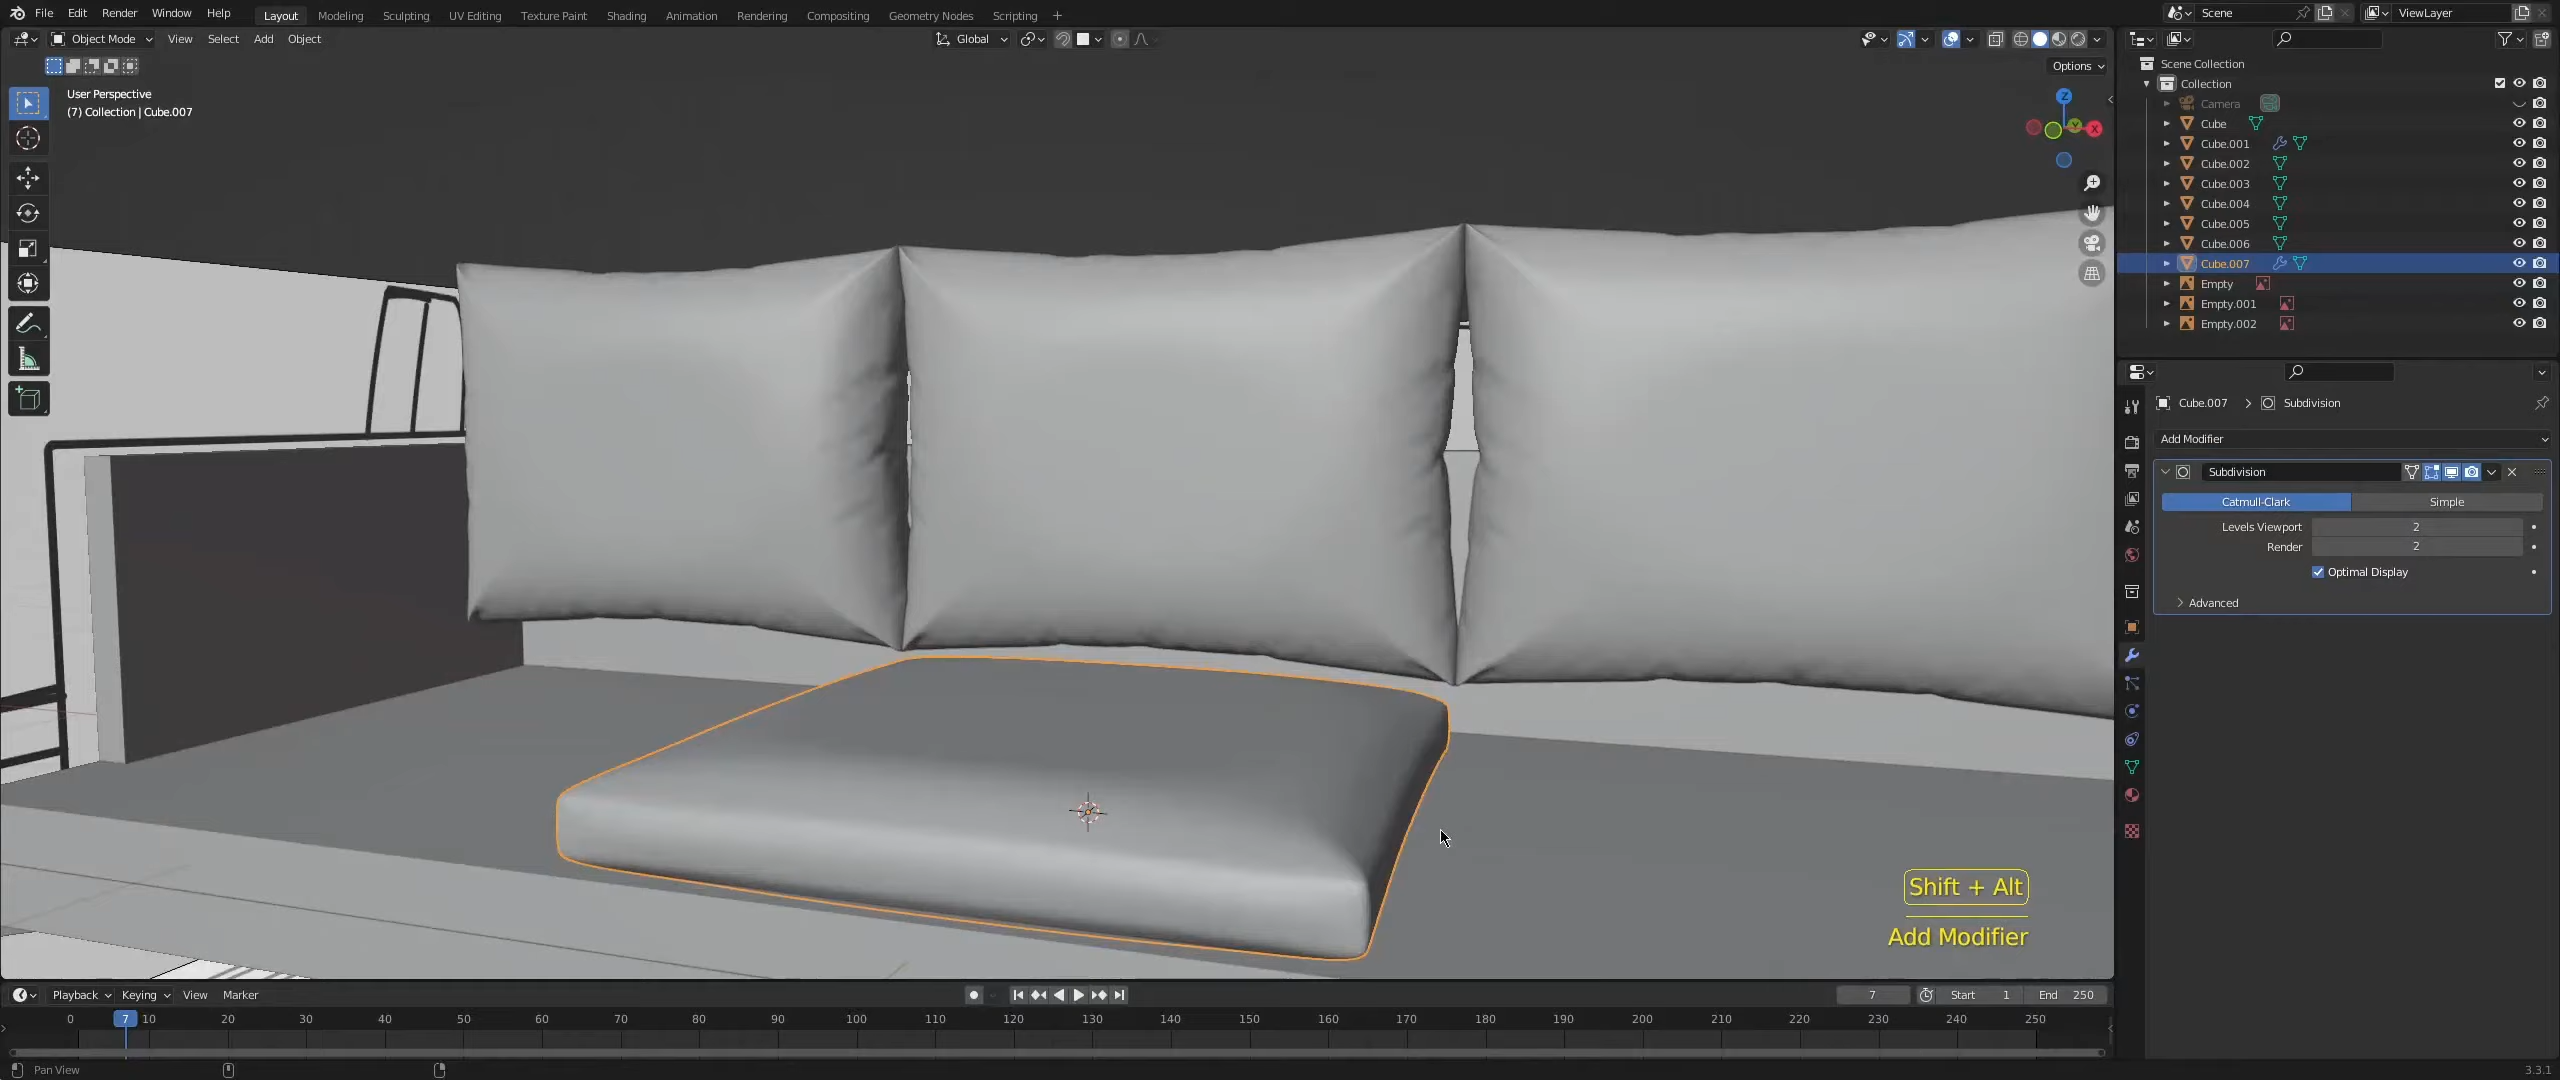 File Edit Render Window Help Layout Modeling Sculpting UV Editing Texture Paint Shading Animation Rendering Compositing Geometry Nodes Scripting + Scene ViewLayer
Object Mode View Select Add Object Global
Options
User Perspective
(7) Collection | Cube.007
Z
Y
X
Scene Collection
Collection
Camera
Cube
Cube.001
Cube.002
Cube.003
Cube.004
Cube.005
Cube.006
Cube.007
Empty
Empty.001
Empty.002
Cube.007 > Subdivision
Add Modifier
Subdivision
Catmull-Clark Simple
Levels Viewport 2
Render 2
Optimal Display
Advanced
Shift + Alt
Add Modifier
Playback Keying View Marker 7 Start 1 End 250
0 7 10 20 30 40 50 60 70 80 90 100 110 120 130 140 150 160 170 180 190 200 210 220 230 240 250
Pan View 3.3.1